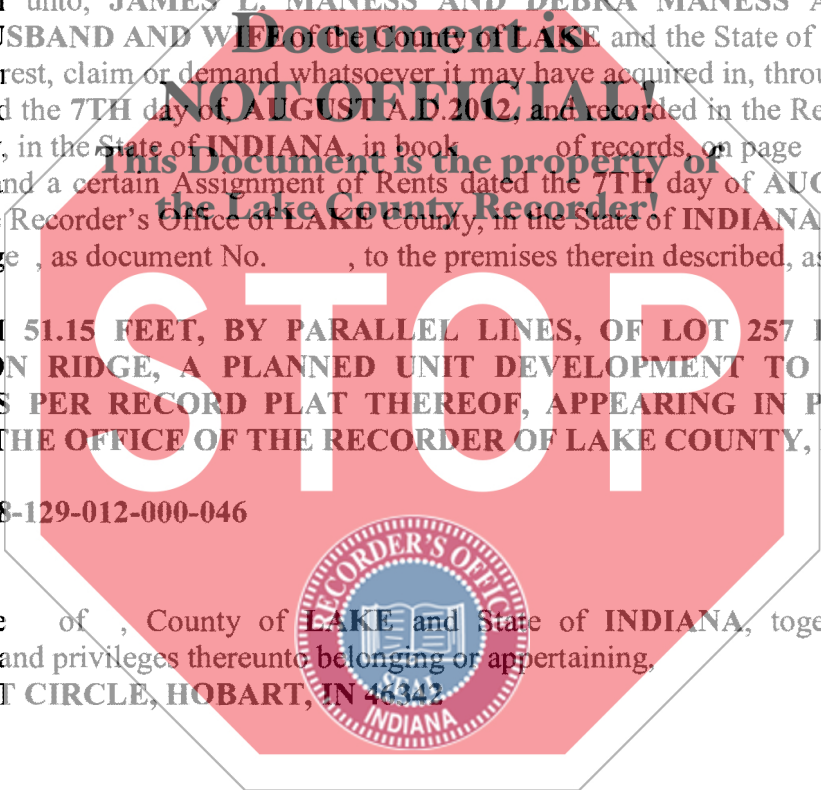 unto, JAMES L. MANESS AND DEBRA MANESS
USBAND AND WIFE of the County of LAKE and the State of
Document is
rest, claim or demand whatsoever it may have acquired in, throu
d the 7TH day of, AUGUST A.D.2012, and recorded in the Re
NOT OFFICIAL!
, in the State of INDIANA, in book of records, on page
This Document is the property of
and a certain Assignment of Rents dated the 7TH day of AUG
the Lake County Recorder!
Recorder's Office of LAKE County, in the State of INDIANA
ge , as document No. , to the premises therein described, as
51.15 FEET, BY PARALLEL LINES, OF LOT 257
ON RIDGE, A PLANNED UNIT DEVELOPMENT TO
S PER RECORD PLAT THEREOF, APPEARING IN P
THE OFFICE OF THE RECORDER OF LAKE COUNTY,
STOP
8-129-012-000-046
RECORDER'S OFFICE
e of , County of LAKE and State of INDIANA, toge
and privileges thereunto belonging or appertaining,
T CIRCLE, HOBART, IN 46342
SEAL
INDIANA